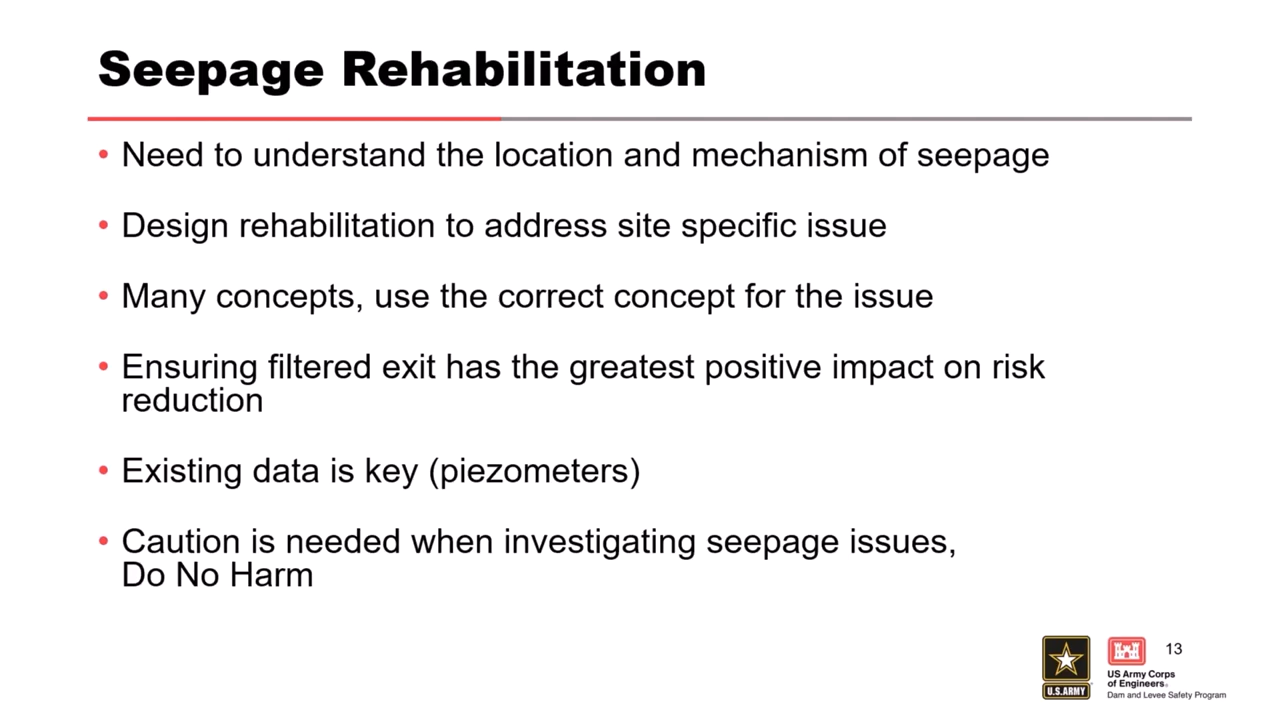 Seepage Rehabilitation
• Need to understand the location and mechanism of seepage
• Design rehabilitation to address site specific issue
• Many concepts, use the correct concept for the issue
• Ensuring filtered exit has the greatest positive impact on risk
reduction
• Existing data is key (piezometers)
• Caution is needed when investigating seepage issues,
Do No Harm
13
U.S.ARMY
US Army Corps
of Engineers®
Dam and Levee Safety Program